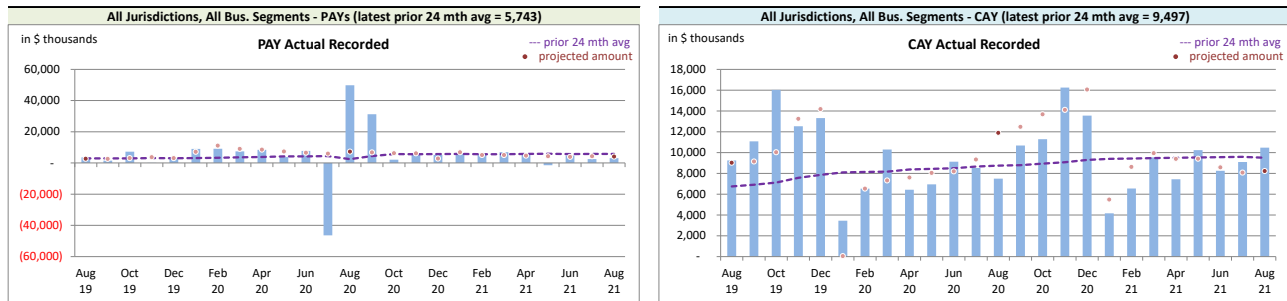 All Jurisdictions, All Bus. Segments - PAYs (latest prior 24 mth avg = 5,743)
in $ thousands
PAY Actual Recorded
--- prior 24 mth avg
• projected amount
60,000
40,000
20,000
-
(20,000)
(40,000)
(60,000)
Aug Oct Dec Feb Apr Jun Aug Oct Dec Feb Apr Jun Aug
19 19 19 20 20 20 20 20 20 21 21 21 21
All Jurisdictions, All Bus. Segments - CAY (latest prior 24 mth avg = 9,497)
in $ thousands
CAY Actual Recorded
--- prior 24 mth avg
• projected amount
18,000
16,000
14,000
12,000
10,000
8,000
6,000
4,000
2,000
-
Aug Oct Dec Feb Apr Jun Aug Oct Dec Feb Apr Jun Aug
19 19 19 20 20 20 20 20 20 21 21 21 21